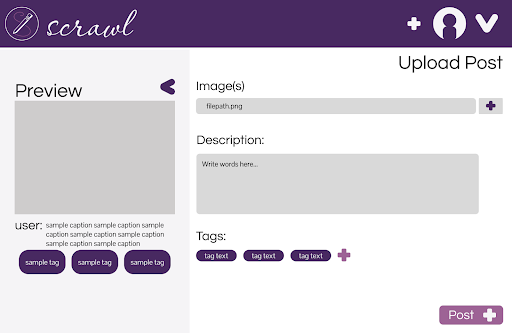 scrawl
Upload Post
Preview
Image(s)
filepath.png
Description:
Write words here...
user: sample caption sample caption sample
caption sample caption sample caption
sample caption sample caption
sample tag sample tag sample tag
Tags:
tag text tag text tag text
Post